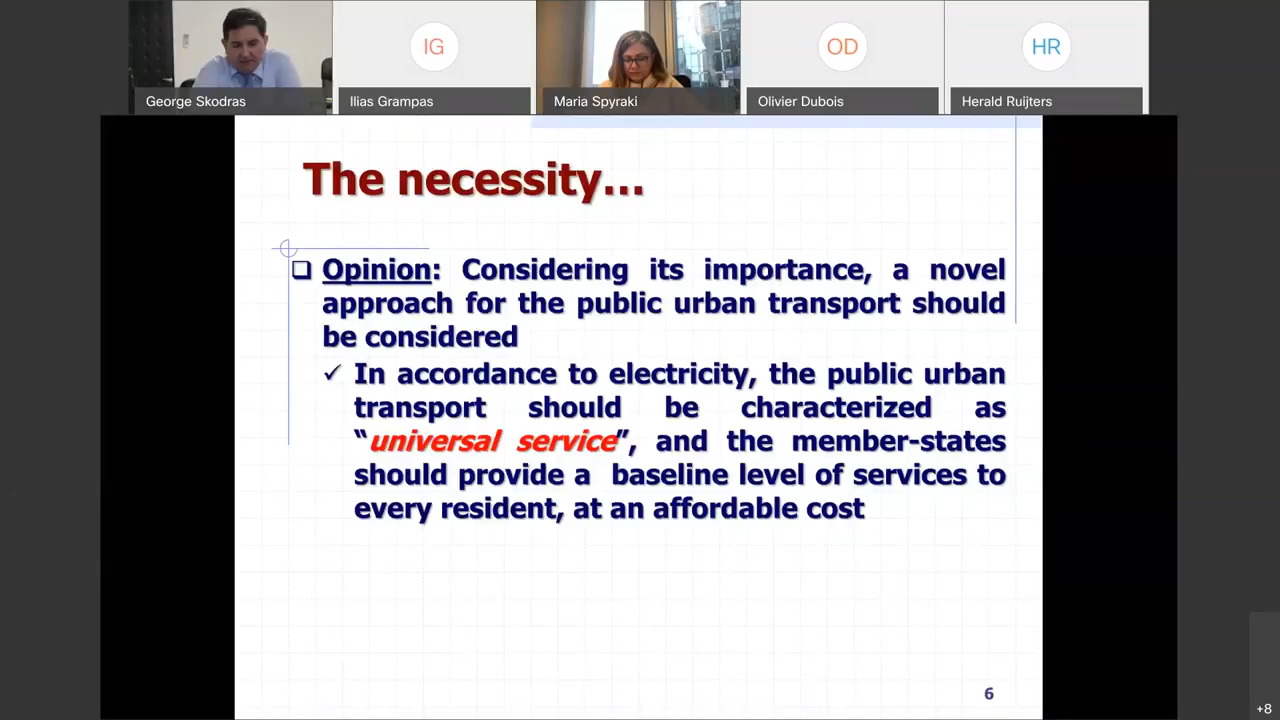 IG
OD
HR
George Skodras
Ilias Grampas
Maria Spyraki
Olivier Dubois
Herald Ruijters
The necessity...
❑ Opinion: Considering its importance, a novel
approach for the public urban transport should
be considered
✓ In accordance to electricity, the public urban
transport should be characterized as
“universal service”, and the member-states
should provide a baseline level of services to
every resident, at an affordable cost
6
+8